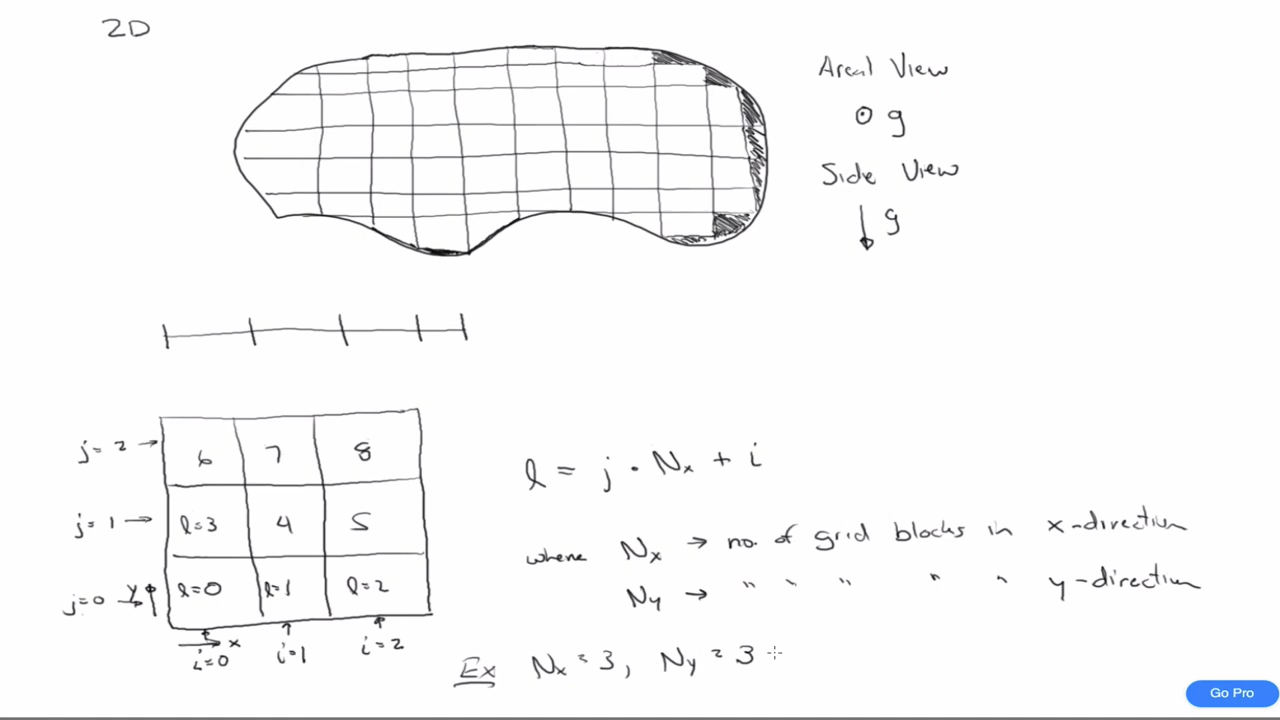 2D
Areal View
g
Side View
g
j=2 → 6 7 8
j=1 → l=3 4 5
j=0 → y l=0 l=1 l=2
x
i=0 i=1 i=2
l = j · Nx + i
where Nx → no. of grid blocks in x-direction
Ny → " " " " " y-direction
Ex Nx = 3, Ny = 3
Go Pro